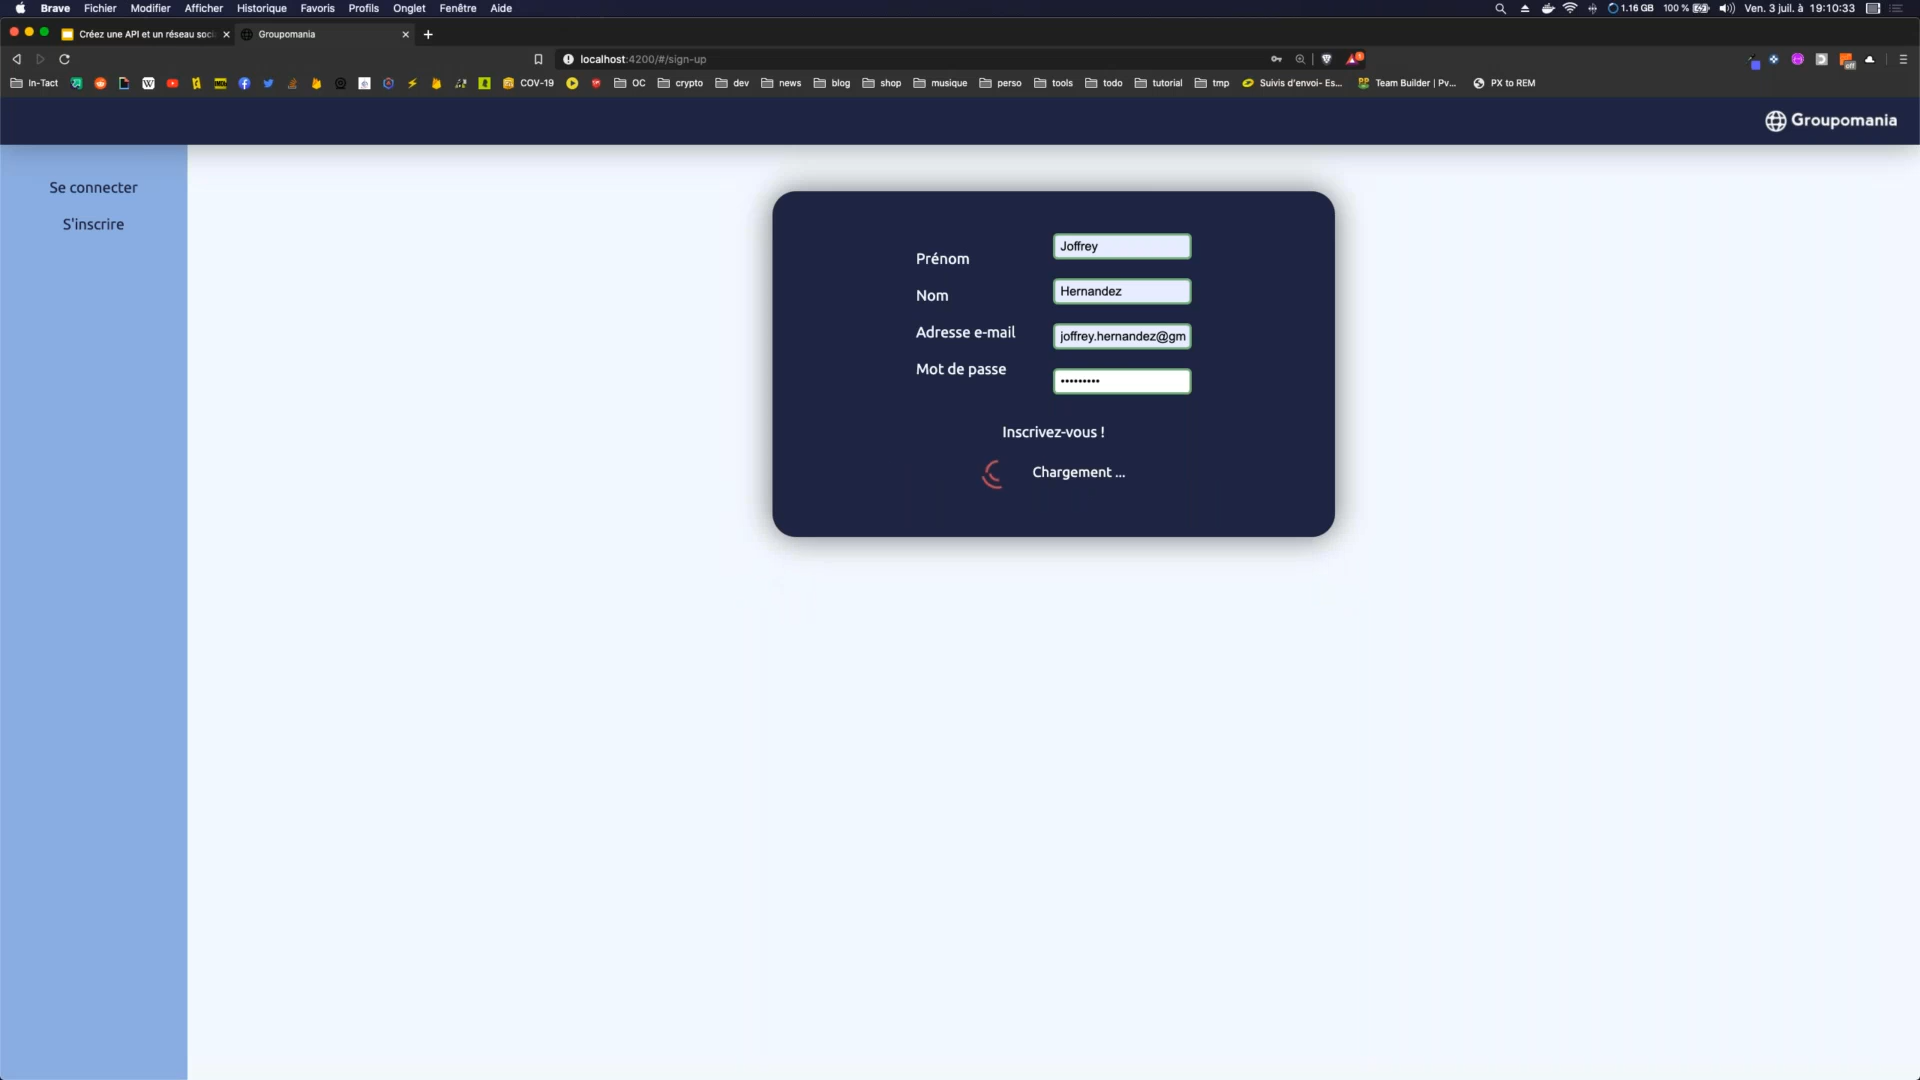 Brave Fichier Modifier Afficher Historique Favoris Profils Onglet Fenêtre Aide 1.16 GB 100 % Ven. 3 juil. à 19:10:33
Créez une API et un réseau soci Groupomania
localhost:4200/#/sign-up
In-Tact COV-19 OC crypto dev news blog shop musique perso tools todo tutorial tmp Suivis d'envoi- Es... Team Builder | Pv... PX to REM
Groupomania
Se connecter
S'inscrire
Prénom Joffrey
Nom Hernandez
Adresse e-mail joffrey.hernandez@gm
Mot de passe •••••••••
Inscrivez-vous !
Chargement ...